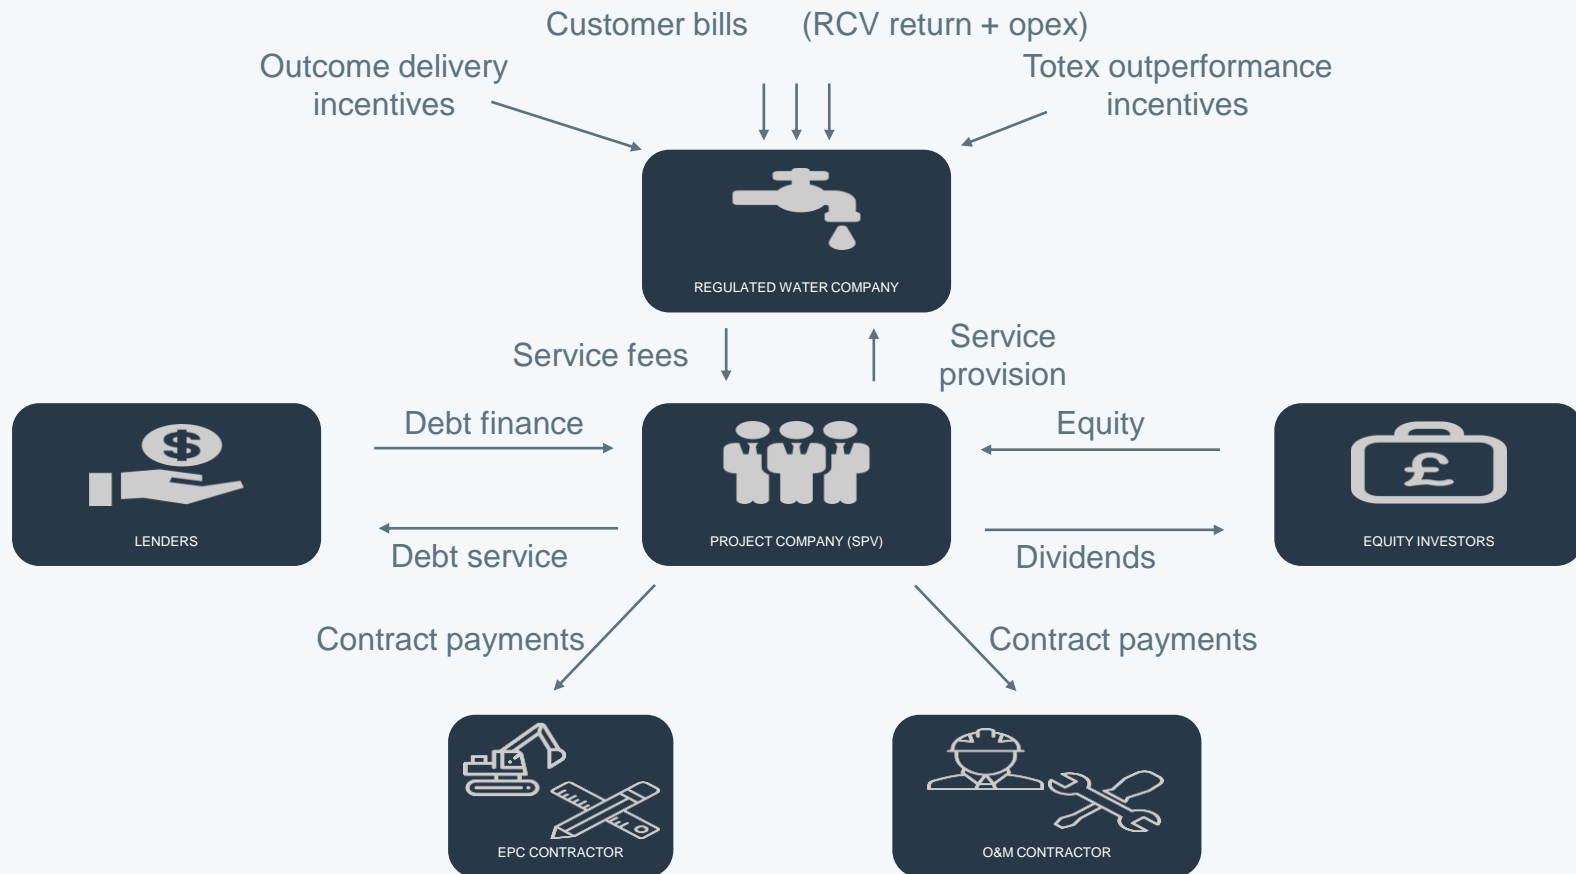 Customer bills (RCV return + opex)
Outcome delivery
incentives
Totex outperformance
incentives
REGULATED WATER COMPANY
Service fees
Service
provision
Debt finance
Equity
$
£
LENDERS
PROJECT COMPANY (SPV)
EQUITY INVESTORS
Debt service
Dividends
Contract payments
Contract payments
EPC CONTRACTOR
O&M CONTRACTOR